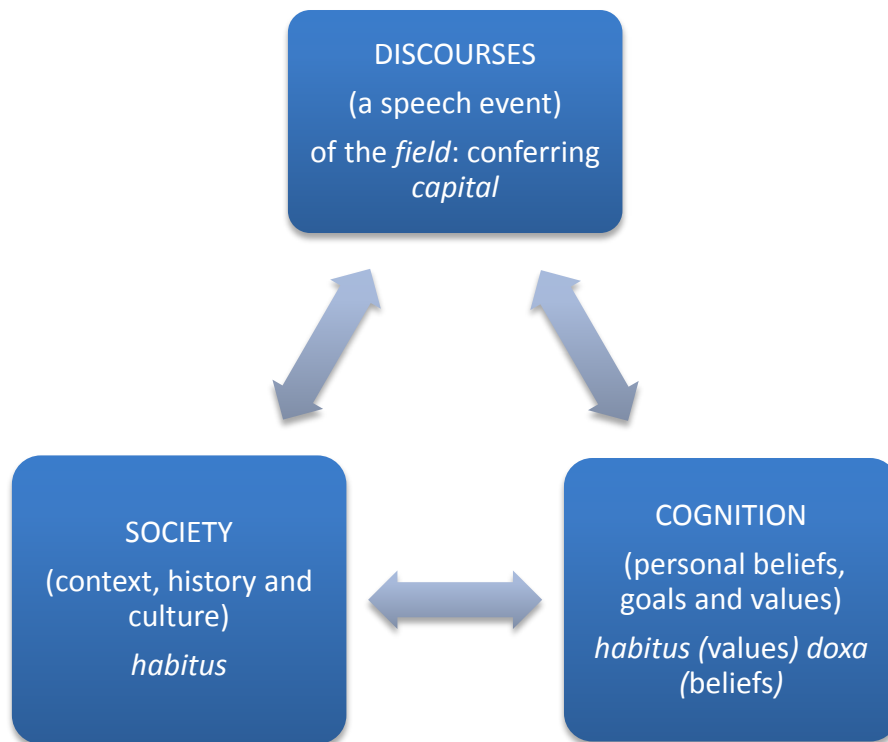 DISCOURSES
(a speech event)
of the field: conferring
capital
SOCIETY
(context, history and
culture)
habitus
COGNITION
(personal beliefs,
goals and values)
habitus (values) doxa
(beliefs)